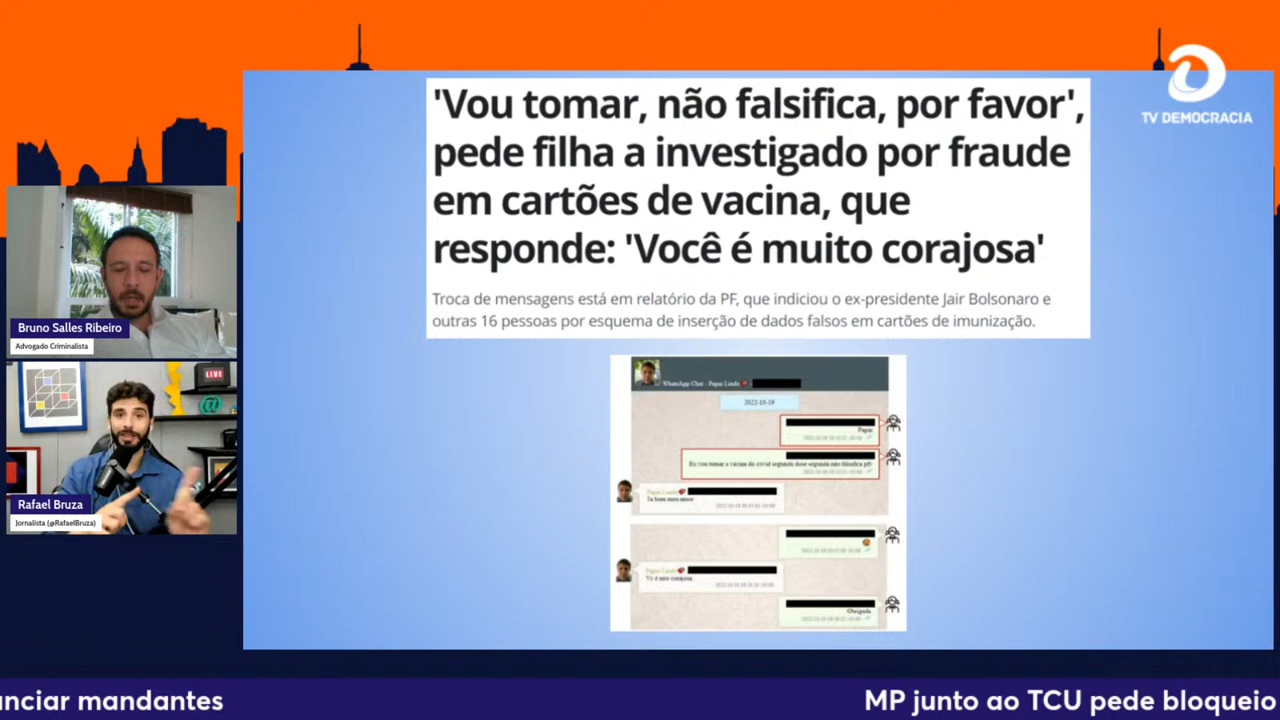 'Vou tomar, não falsifica, por favor',
pede filha a investigado por fraude
em cartões de vacina, que
responde: 'Você é muito corajosa'
Troca de mensagens está em relatório da PF, que indiciou o ex-presidente Jair Bolsonaro e
outras 16 pessoas por esquema de inserção de dados falsos em cartões de imunização.
TV DEMOCRACIA
Bruno Salles Ribeiro
Advogado Criminalista
LIVE
Rafael Bruza
Jornalista (@RafaelBruza)
WhatsApp Chat - Papai Lindo
2022-10-19
Papai
Eu vou tomar a vacina do covid segunda dose segunda não falsifica pfv
Papai Lindo
Ta bom meu amor
Papai Lindo
Vc é mto corajosa
Obrigada
anciar mandantes
MP junto ao TCU pede bloqueio